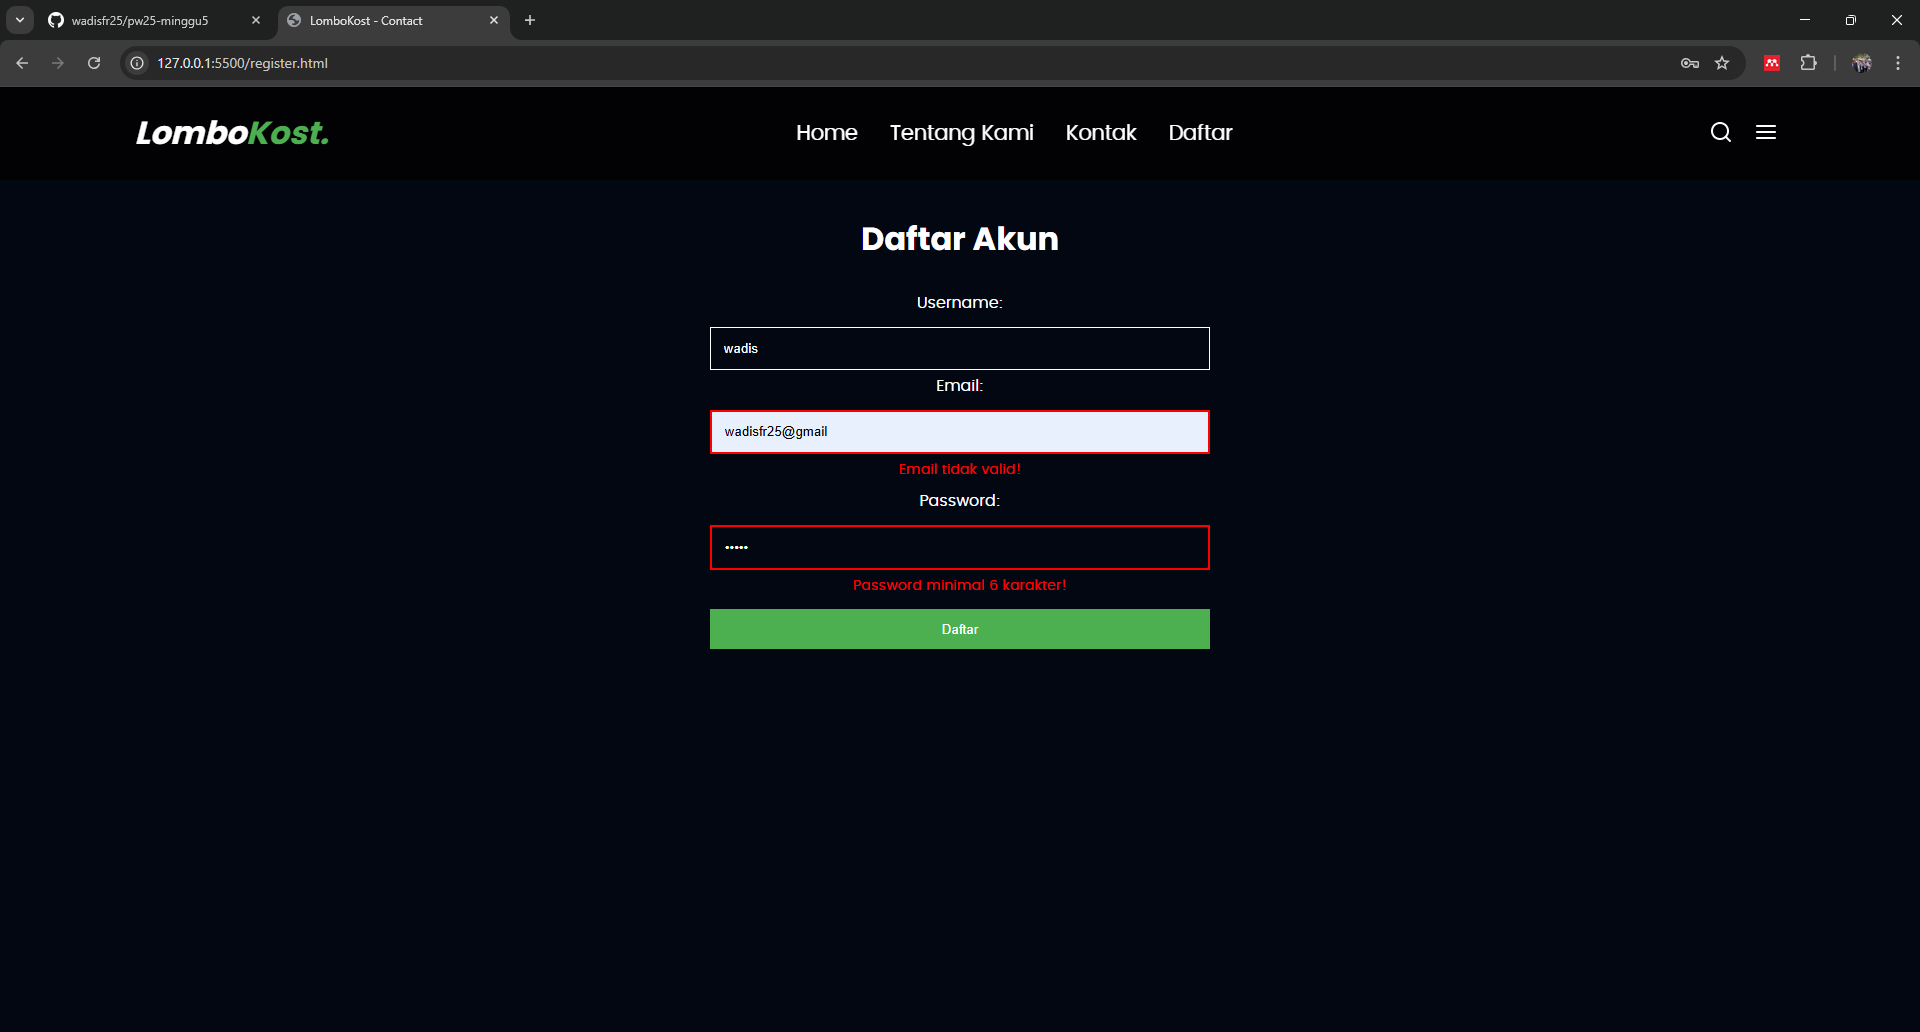 wadisfr25/pw25-minggu5
LomboKost - Contact
127.0.0.1:5500/register.html
LomboKost.
Home
Tentang Kami
Kontak
Daftar
Daftar Akun
Username:
wadis
Email:
wadisfr25@gmail
Email tidak valid!
Password:
•••••
Password minimal 6 karakter!
Daftar